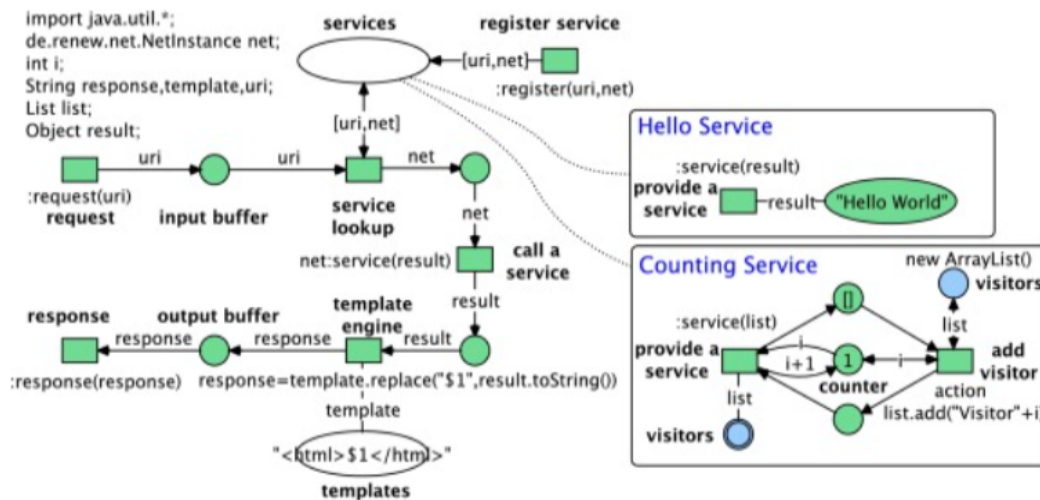 import java.util.*;
de.renew.net.NetInstance net;
int i;
String response,template,uri;
List list;
Object result;
services
register service
[uri,net]
:register(uri,net)
[uri,net]
uri
uri
net
:request(uri)
request
input buffer
service
lookup
net
net:service(result)
call a
service
result
response
output buffer
template
engine
response
response
result
:response(response)
response=template.replace("$1",result.toString())
template
"<html>$1</html>"
templates
Hello Service
:service(result)
provide a
service
result
"Hello World"
Counting Service
new ArrayList()
visitors
[]
list
:service(list)
provide a
service
i
i+1
1
counter
i
add
visitor
action
list.add("Visitor"+i)
list
visitors